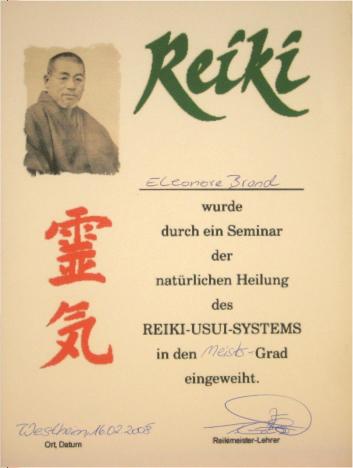 Reiki
Eleonore Brand
wurde
durch ein Seminar
der
natürlichen Heilung
des
REIKI-USUI-SYSTEMS
in den Meister-Grad
eingeweiht.
靈
気
Westheim, 16.02.2008
Ort, Datum
Reikimeister-Lehrer